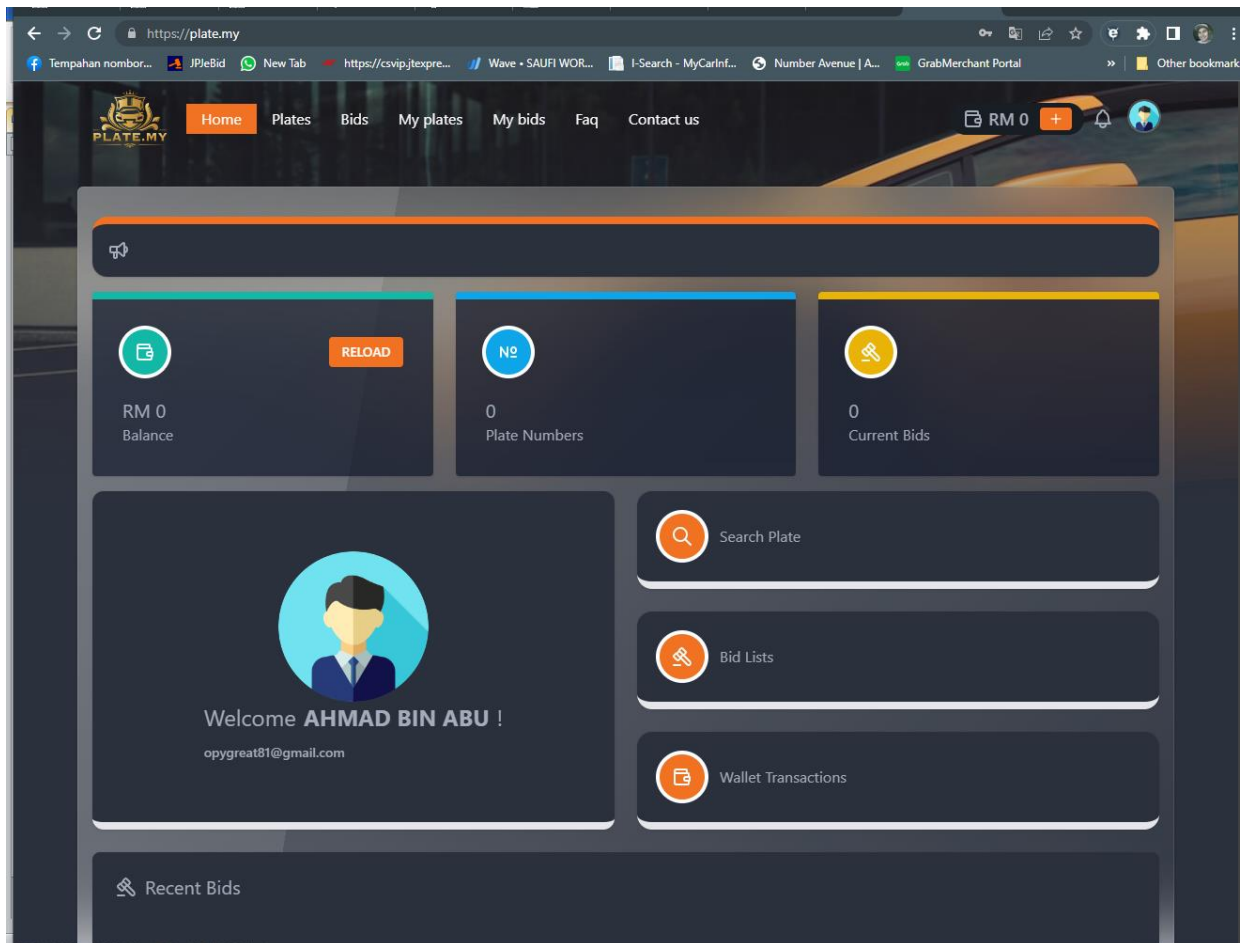 https://plate.my
Tempahan nombor... JPJeBid New Tab https://csvip.jtexpre... Wave • SAUFI WOR... I-Search - MyCarInf... Number Avenue | A... GrabMerchant Portal » Other bookmark
PLATE.MY
Home Plates Bids My plates My bids Faq Contact us RM 0 +
RELOAD
Nº
RM 0
Balance
0
Plate Numbers
0
Current Bids
Search Plate
Bid Lists
Welcome AHMAD BIN ABU !
opygreat81@gmail.com
Wallet Transactions
Recent Bids